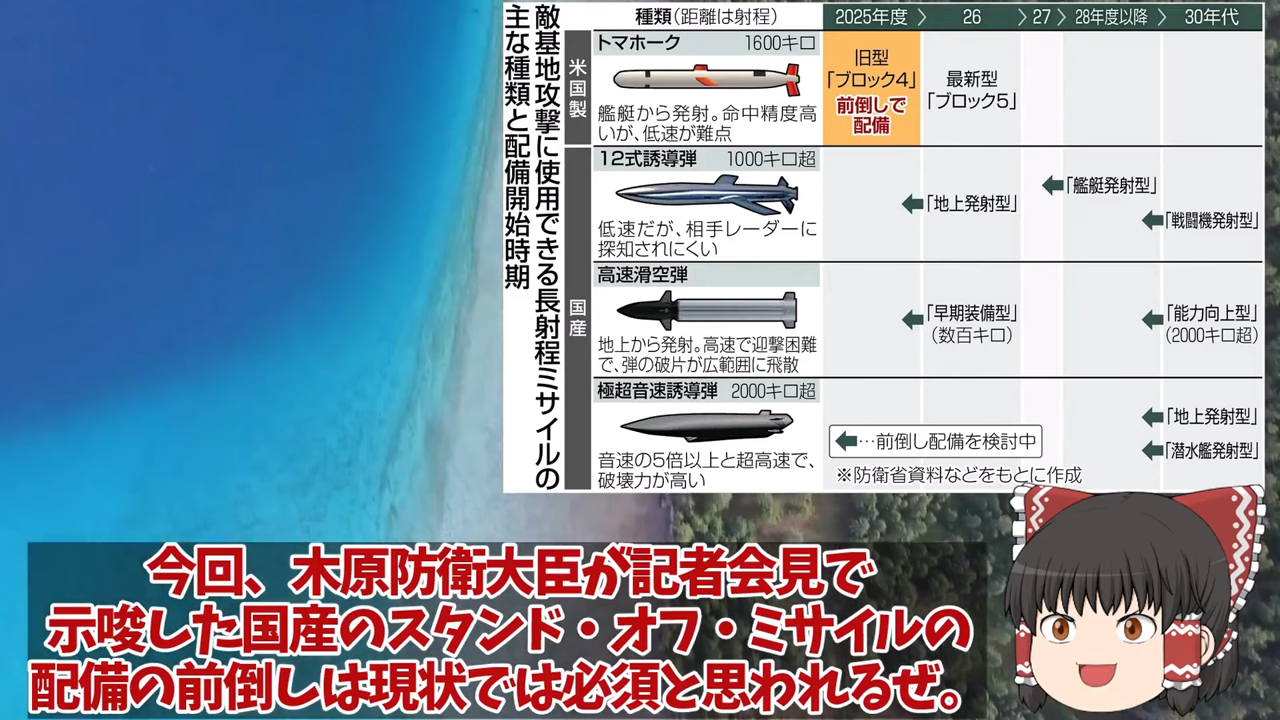 敵基地攻撃に使用できる長射程ミサイルの
主な種類と配備開始時期
種類(距離は射程)
2025年度
26
27
28年度以降
30年代
米国製
トマホーク 1600キロ
艦艇から発射。命中精度高
いが、低速が難点
旧型
「ブロック4」
前倒しで
配備
最新型
「ブロック5」
国産
12式誘導弾 1000キロ超
低速だが、相手レーダーに
探知されにくい
「地上発射型」
「艦艇発射型」
「戦闘機発射型」
高速滑空弾
地上から発射。高速で迎撃困難
で、弾の破片が広範囲に飛散
「早期装備型」
(数百キロ)
「能力向上型」
(2000キロ超)
極超音速誘導弾 2000キロ超
音速の5倍以上と超高速で、
破壊力が高い
「地上発射型」
「潜水艦発射型」
…前倒し配備を検討中
※防衛省資料などをもとに作成
今回、木原防衛大臣が記者会見で
示唆した国産のスタンド・オフ・ミサイルの
配備の前倒しは現状では必須と思われるぜ。